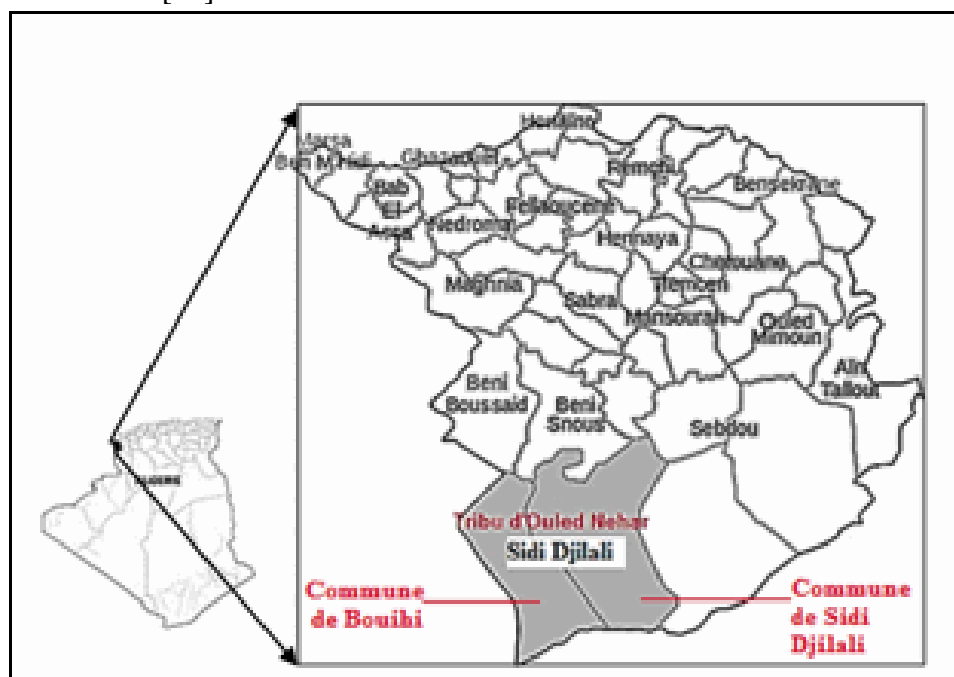 Honaine
Marsa
Ben M'hidi
Ghazaouet
Remchi
Bensekrane
Bab
El
Assa
Nedroma
Fellaoucene
Hennaya
Chetouane
Maghnia
Sabra
Tlemcen
Mansourah
Ouled
Mimoun
Beni
Boussaid
Beni
Snous
Sebdou
Ain
Tallout
Tribu d'Ouled Nehar
Sidi Djilali
Commune
de Bouihi
Commune
de Sidi
Djilali